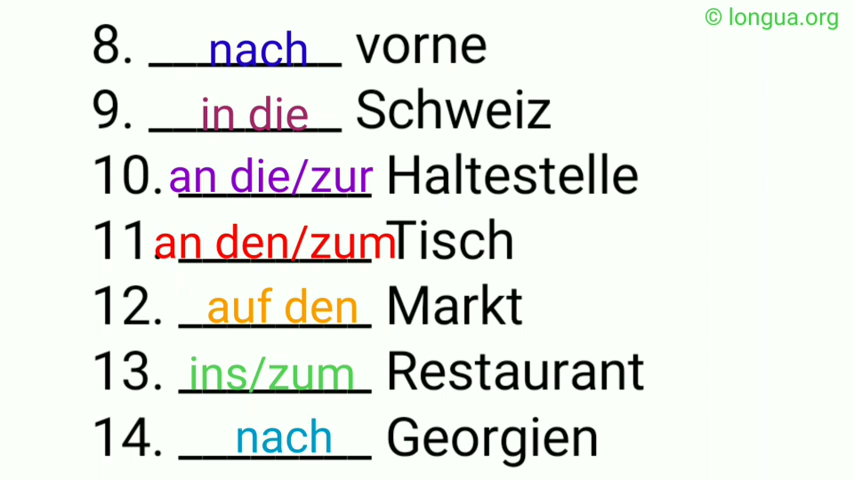 © longua.org
8. nach vorne
9. in die Schweiz
10. an die/zur Haltestelle
11. an den/zum Tisch
12. auf den Markt
13. ins/zum Restaurant
14. nach Georgien